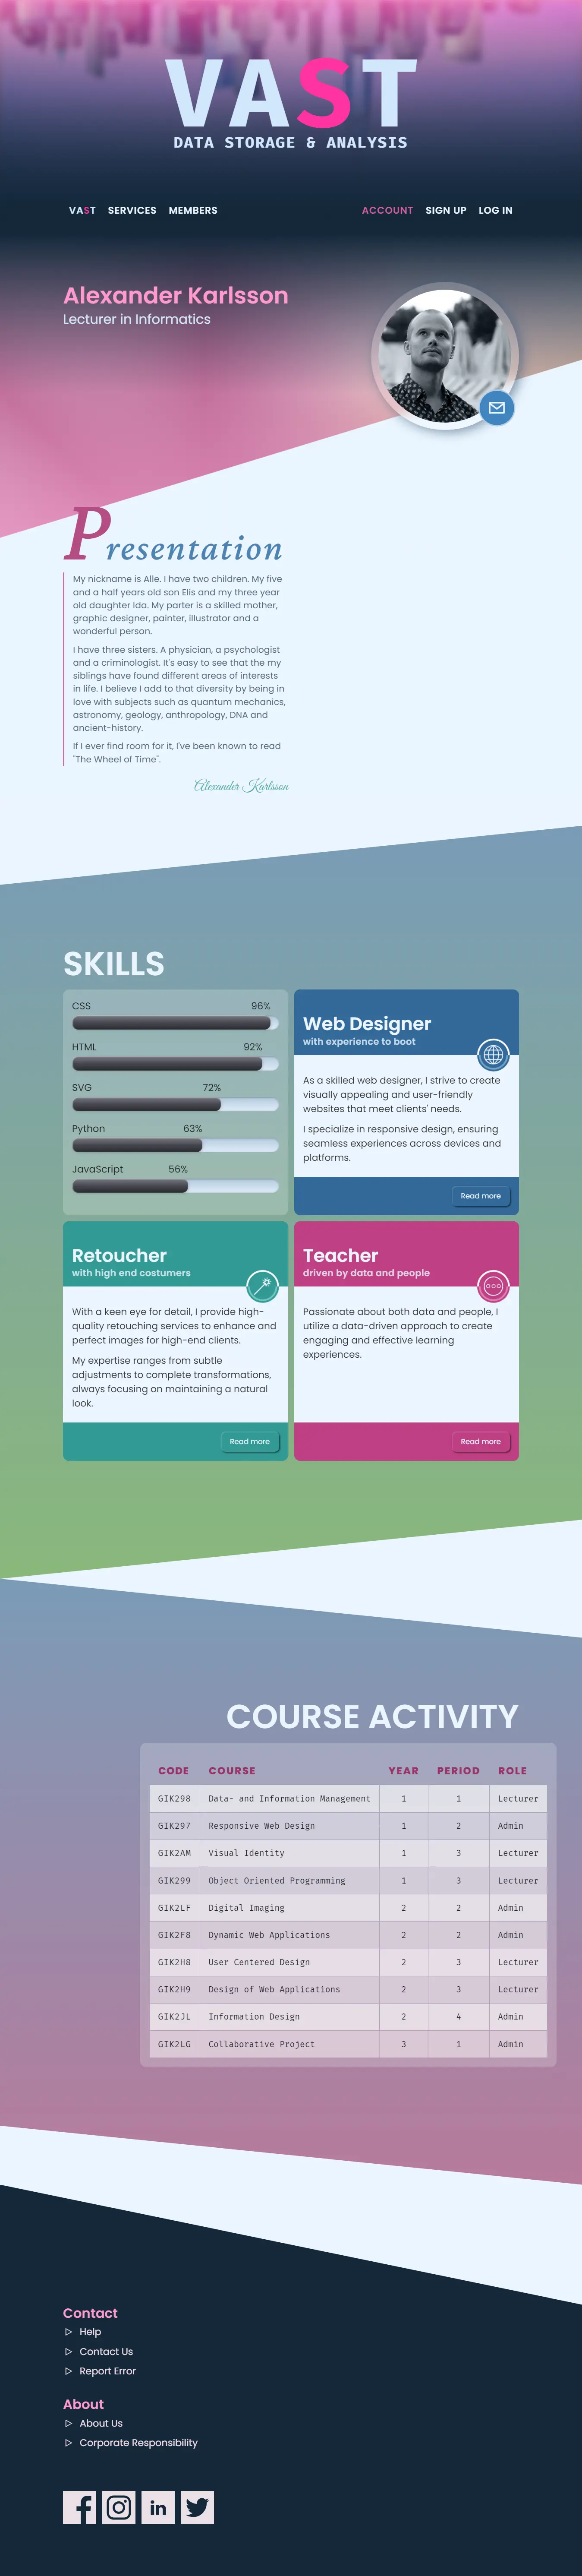 VAST
DATA STORAGE & ANALYSIS
VAST SERVICES MEMBERS ACCOUNT SIGN UP LOG IN
Alexander Karlsson
Lecturer in Informatics
Presentation
My nickname is Alle. I have two children. My five
and a half years old son Elis and my three year
old daughter Ida. My parter is a skilled mother,
graphic designer, painter, illustrator and a
wonderful person.
I have three sisters. A physician, a psychologist
and a criminologist. It's easy to see that the my
siblings have found different areas of interests
in life. I believe I add to that diversity by being in
love with subjects such as quantum mechanics,
astronomy, geology, anthropology, DNA and
ancient-history.
If I ever find room for it, I've been known to read
"The Wheel of Time".
Alexander Karlsson
SKILLS
CSS 96%
HTML 92%
SVG 72%
Python 63%
JavaScript 56%
Web Designer
with experience to boot
As a skilled web designer, I strive to create
visually appealing and user-friendly
websites that meet clients' needs.
I specialize in responsive design, ensuring
seamless experiences across devices and
platforms.
Read more
Retoucher
with high end costumers
With a keen eye for detail, I provide high-
quality retouching services to enhance and
perfect images for high-end clients.
My expertise ranges from subtle
adjustments to complete transformations,
always focusing on maintaining a natural
look.
Read more
Teacher
driven by data and people
Passionate about both data and people, I
utilize a data-driven approach to create
engaging and effective learning
experiences.
Read more
COURSE ACTIVITY
CODE COURSE YEAR PERIOD ROLE
GIK298 Data- and Information Management 1 1 Lecturer
GIK297 Responsive Web Design 1 2 Admin
GIK2AM Visual Identity 1 3 Lecturer
GIK299 Object Oriented Programming 1 3 Lecturer
GIK2LF Digital Imaging 2 2 Admin
GIK2F8 Dynamic Web Applications 2 2 Admin
GIK2H8 User Centered Design 2 3 Lecturer
GIK2H9 Design of Web Applications 2 3 Lecturer
GIK2JL Information Design 2 4 Admin
GIK2LG Collaborative Project 3 1 Admin
Contact
Help
Contact Us
Report Error
About
About Us
Corporate Responsibility